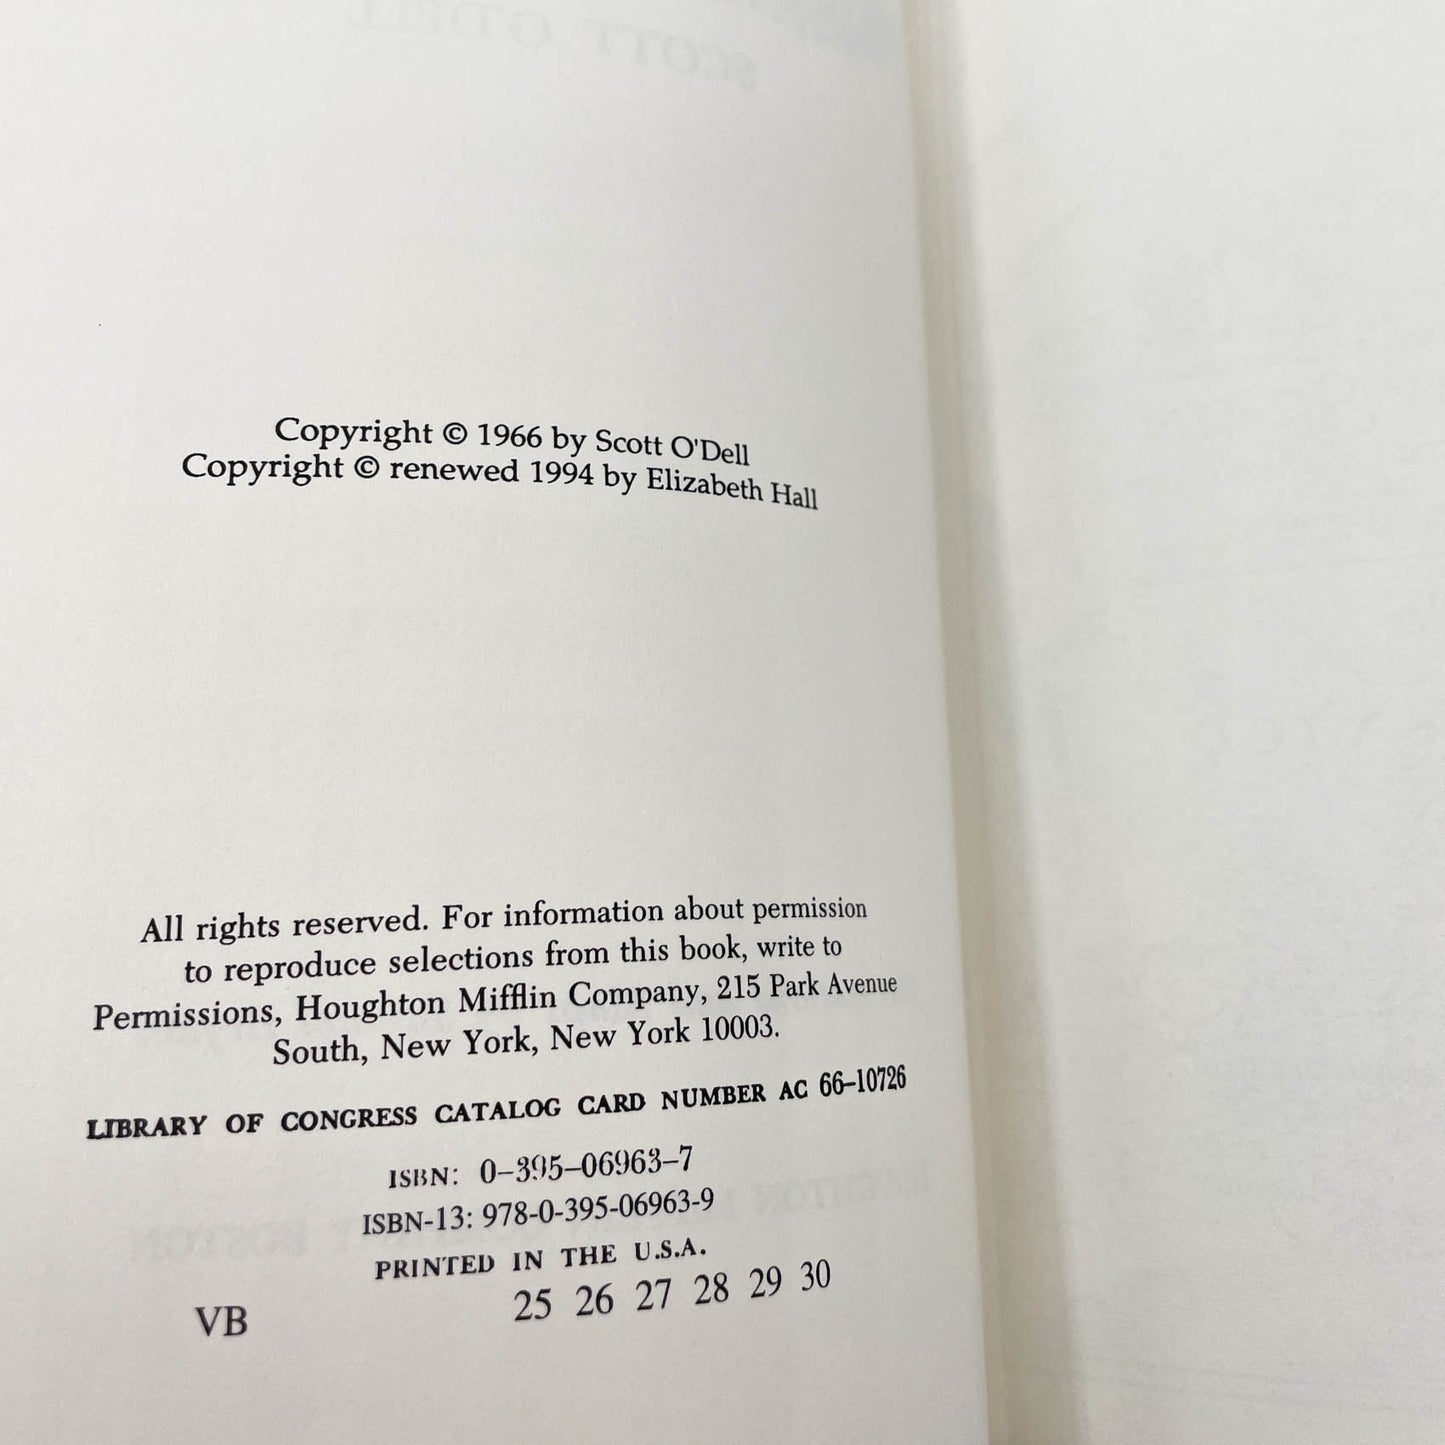 SCOTT O'DELL
Copyright © 1966 by Scott O'Dell
Copyright © renewed 1994 by Elizabeth Hall
All rights reserved. For information about permission
to reproduce selections from this book, write to
Permissions, Houghton Mifflin Company, 215 Park Avenue
South, New York, New York 10003.
LIBRARY OF CONGRESS CATALOG CARD NUMBER AC 66-10726
ISBN: 0-395-06963-7
ISBN-13: 978-0-395-06963-9
PRINTED IN THE U.S.A.
VB 25 26 27 28 29 30